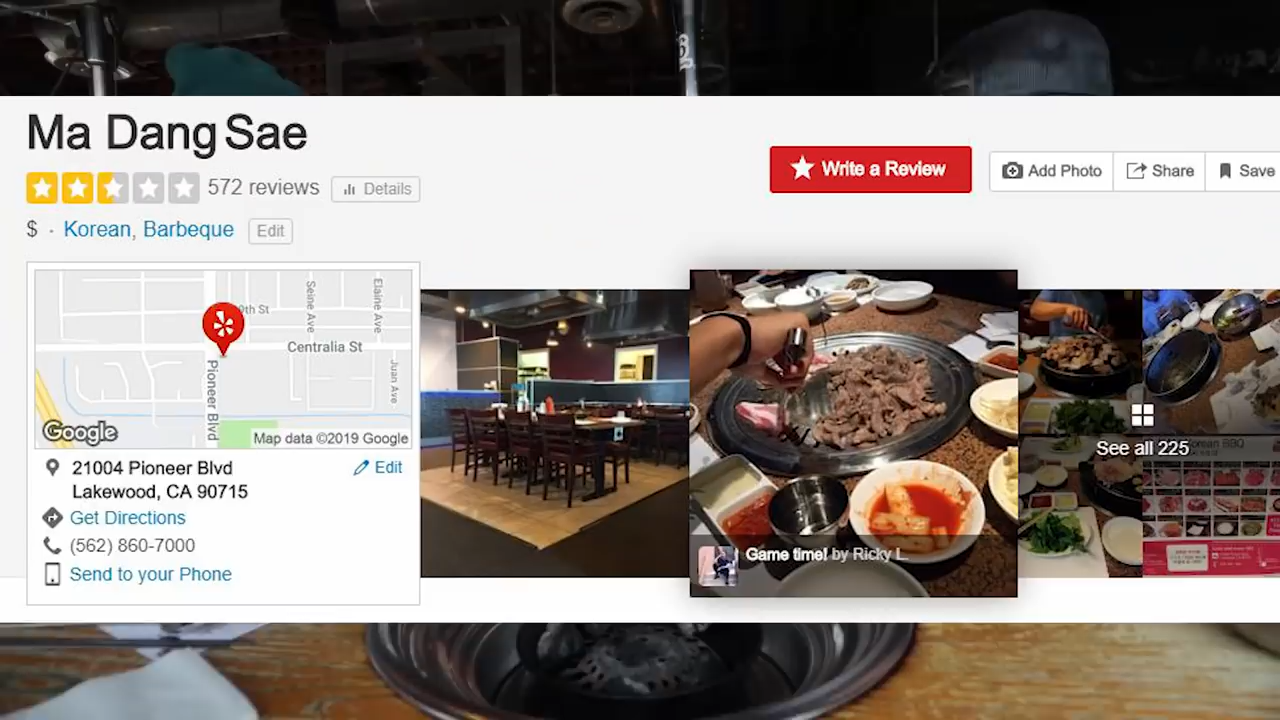 Ma Dang Sae
572 reviews
Details
$ · Korean, Barbeque
Edit
Write a Review
Add Photo
Share
Save
0th St
Seine Ave
Elaine Ave
Centralia St
Juan Ave
Pioneer Blvd
Google
Map data ©2019 Google
21004 Pioneer Blvd
Lakewood, CA 90715
Edit
Get Directions
(562) 860-7000
Send to your Phone
Game time! by Ricky L.
See all 225